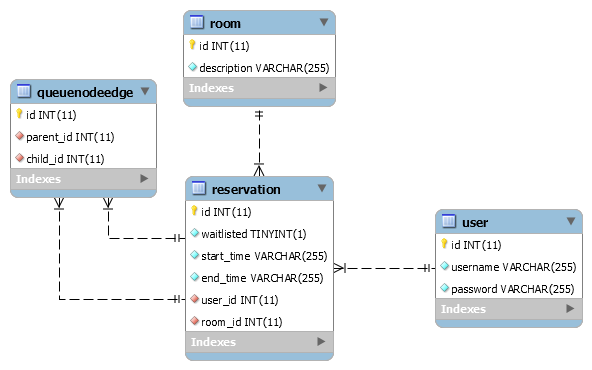 room
id INT(11)
description VARCHAR(255)
Indexes
queuenodeedge
id INT(11)
parent_id INT(11)
child_id INT(11)
Indexes
reservation
id INT(11)
waitlisted TINYINT(1)
start_time VARCHAR(255)
end_time VARCHAR(255)
user_id INT(11)
room_id INT(11)
Indexes
user
id INT(11)
username VARCHAR(255)
password VARCHAR(255)
Indexes